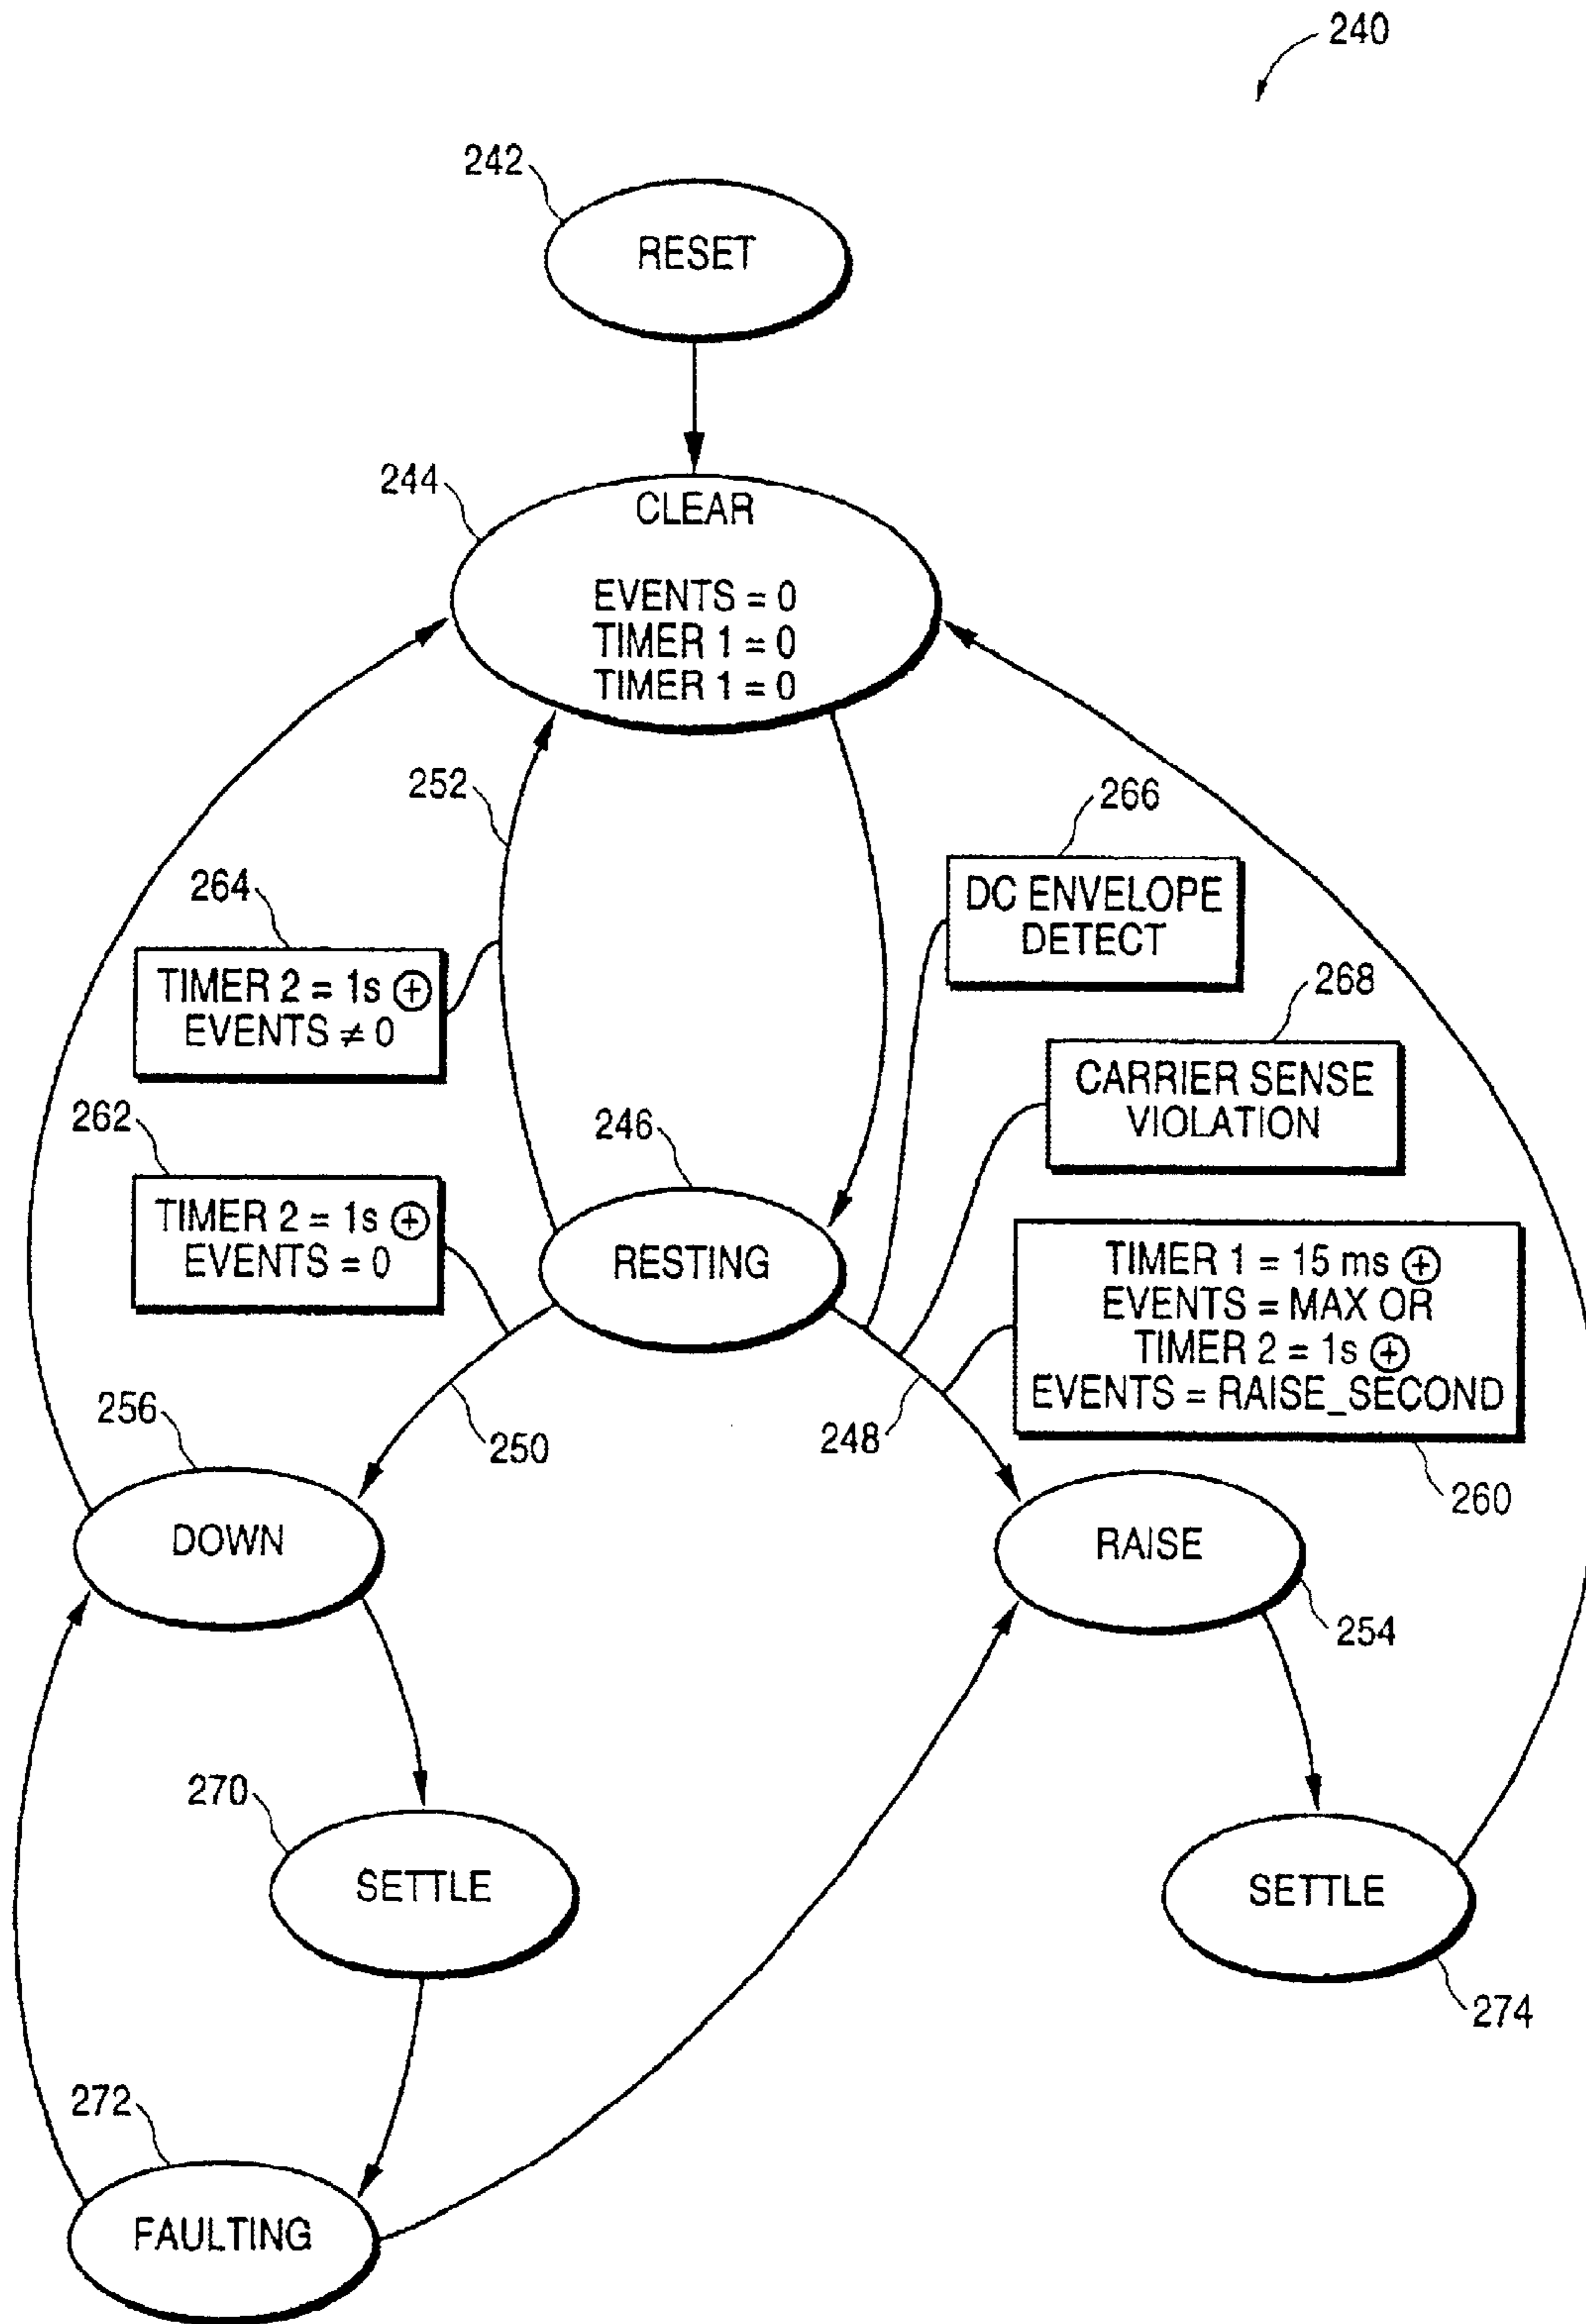 240
242
RESET
244
CLEAR
EVENTS = 0
TIMER 1 = 0
TIMER 1 = 0
252
266
DC ENVELOPE
DETECT
264
TIMER 2 = 1s ⊕
EVENTS ≠ 0
268
CARRIER SENSE
VIOLATION
262
TIMER 2 = 1s ⊕
EVENTS = 0
246
RESTING
TIMER 1 = 15 ms ⊕
EVENTS = MAX OR
TIMER 2 = 1s ⊕
EVENTS = RAISE_SECOND
260
256
250
248
DOWN
RAISE
254
270
SETTLE
SETTLE
274
272
FAULTING